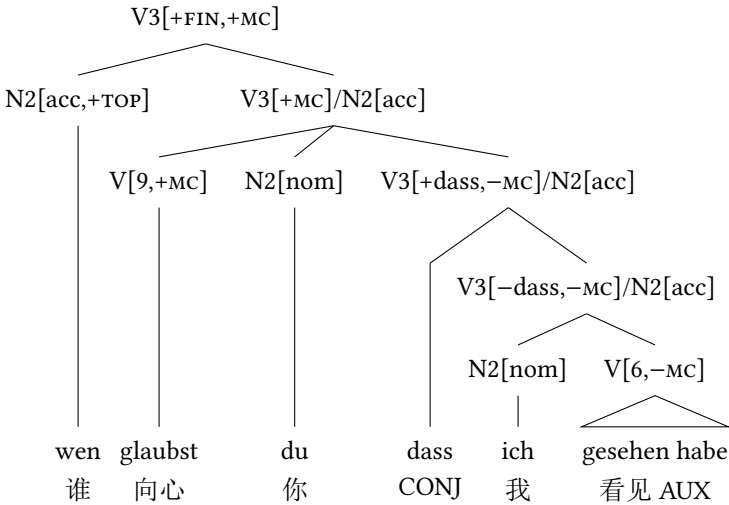 V3[+FIN,+MC]
N2[acc,+TOP] V3[+MC]/N2[acc]
V[9,+MC] N2[nom] V3[+dass,−MC]/N2[acc]
V3[−dass,−MC]/N2[acc]
N2[nom] V[6,−MC]
wen glaubst du dass ich gesehen habe
谁 向心 你 CONJ 我 看见 AUX